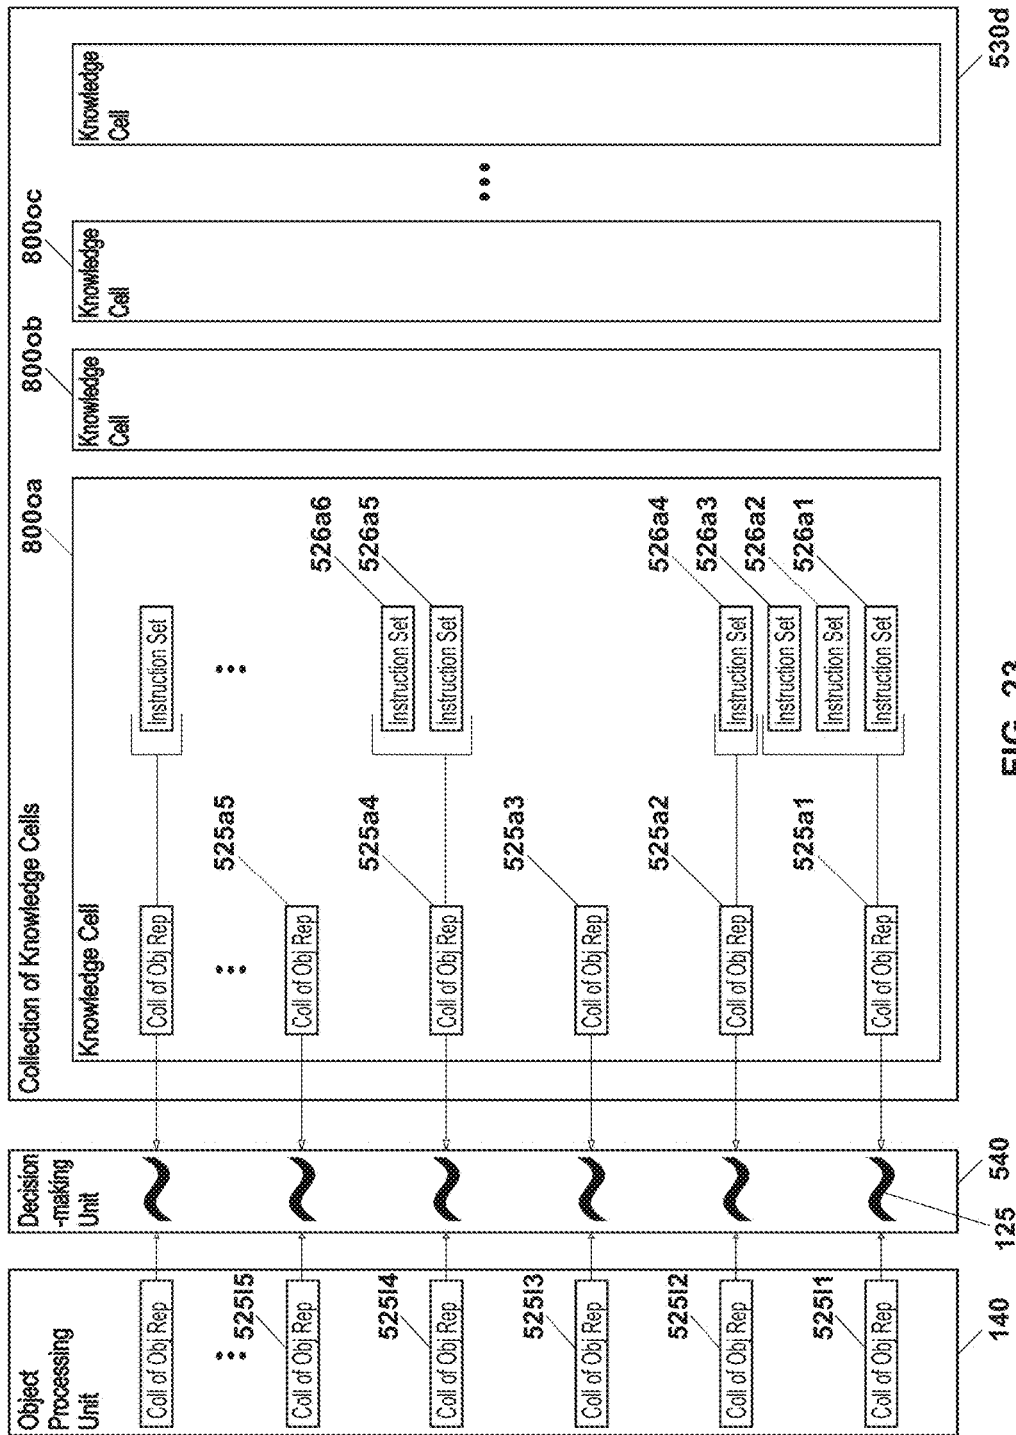 Object
Processing
Unit
Coll of Obj Rep
...
Coll of Obj Rep
525l5
Coll of Obj Rep
525l4
Coll of Obj Rep
525l3
Coll of Obj Rep
525l2
Coll of Obj Rep
525l1
140
Decision
-making
Unit
125
540
Collection of Knowledge Cells
Knowledge Cell
800oa
Coll of Obj Rep
Instruction Set
...
...
Coll of Obj Rep
525a5
Coll of Obj Rep
525a4
Instruction Set
526a6
Instruction Set
526a5
Coll of Obj Rep
525a3
Coll of Obj Rep
525a2
Instruction Set
526a4
Coll of Obj Rep
525a1
Instruction Set
526a3
Instruction Set
526a2
Instruction Set
526a1
Knowledge
Cell
800ob
Knowledge
Cell
800oc
...
Knowledge
Cell
530d
FIG. 23